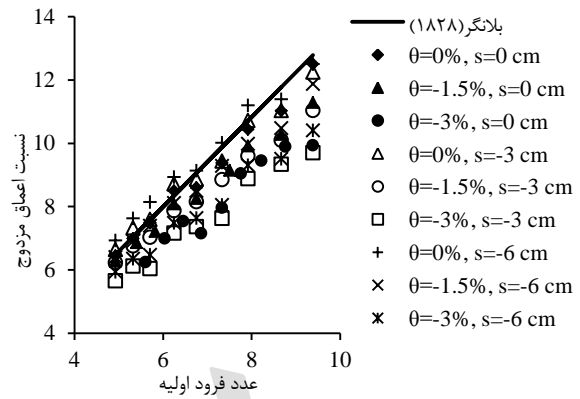 نسبت اعماق مزدوج
14
12
10
8
6
4
4 6 8 10
عدد فرود اولیه
بلانگر(۱۸۲۸)
θ=0%, s=0 cm
θ=-1.5%, s=0 cm
θ=-3%, s=0 cm
θ=0%, s=-3 cm
θ=-1.5%, s=-3 cm
θ=-3%, s=-3 cm
θ=0%, s=-6 cm
θ=-1.5%, s=-6 cm
θ=-3%, s=-6 cm